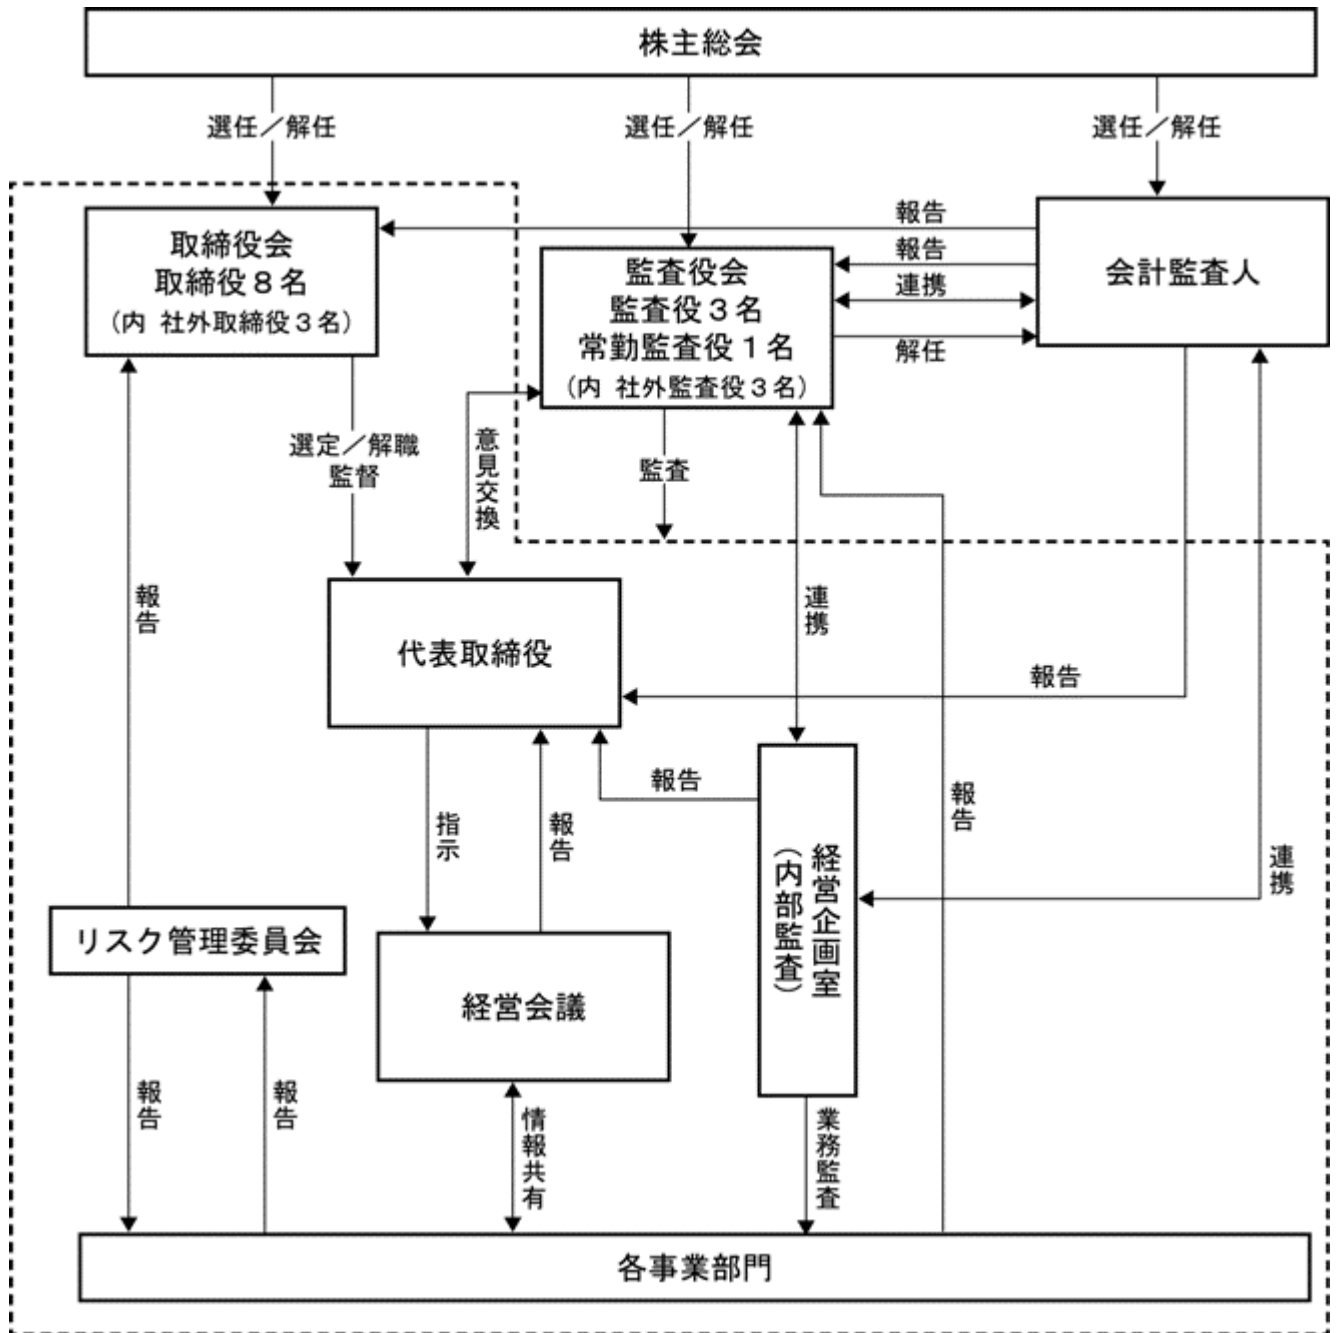 株主総会
選任／解任
選任／解任
選任／解任
取締役会
取締役８名
（内 社外取締役３名）
監査役会
監査役３名
常勤監査役１名
（内 社外監査役３名）
報告
報告
連携
解任
会計監査人
選定／解職
監督
意見交換
監査
報告
代表取締役
連携
報告
報告
指示
報告
経営企画室
（内部監査）
報告
連携
リスク管理委員会
経営会議
報告
報告
情報共有
業務監査
各事業部門